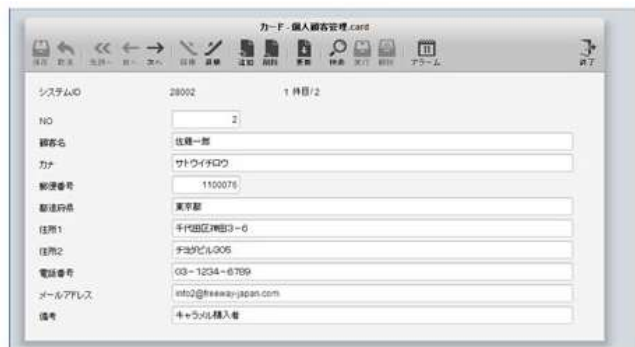 カード - 個人顧客管理.card
保存 取消 先頭へ 前へ 次へ 追加 削除 更新 検索 実行 解除 アラーム 終了
システムID 28002 1 件目/2
NO 2
顧客名 佐藤一郎
カナ サトウイチロウ
郵便番号 1100076
都道府県 東京都
住所1 千代田区神田3-6
住所2 チヨダビル305
電話番号 03-1234-6789
メールアドレス info2@freeway-japan.com
備考 キャラメル購入者